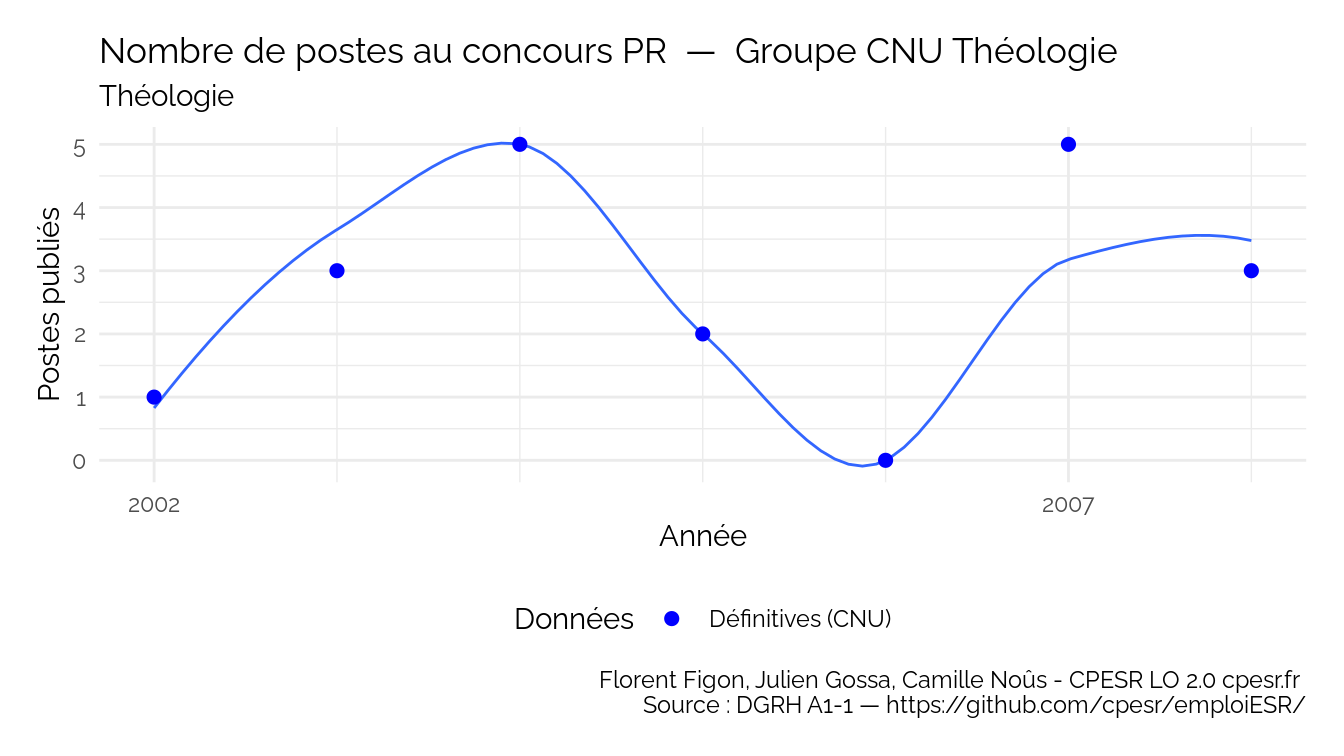 Nombre de postes au concours PR — Groupe CNU Théologie
Théologie
Postes publiés
5
4
3
2
1
0
2002
2007
Année
Données
Définitives (CNU)
Florent Figon, Julien Gossa, Camille Noûs - CPESR LO 2.0 cpesr.fr
Source : DGRH A1-1 — https://github.com/cpesr/emploiESR/